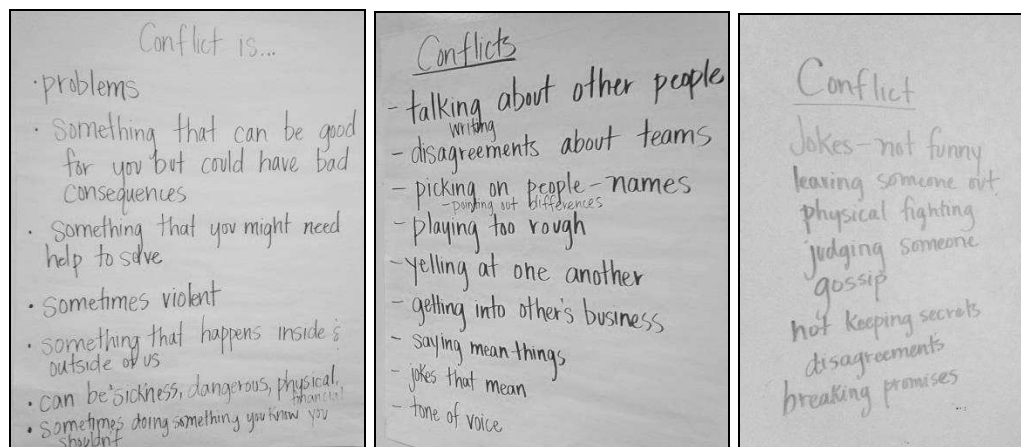 Conflict is...
· problems
· something that can be good
for you but could have bad
consequences
· something that you might need
help to solve
· sometimes violent
· something that happens inside &
outside of us
· can be sickness, dangerous, physical,
financial
· sometimes doing something you know you
shouldn't
Conflicts
- talking about other people
writing
- disagreements about teams
- picking on people - names
- pointing out differences
- playing too rough
- yelling at one another
- getting into other's business
- saying mean things
- jokes that mean
- tone of voice
Conflict
Jokes - not funny
leaving someone out
physical fighting
judging someone
gossip
not keeping secrets
disagreements
breaking promises